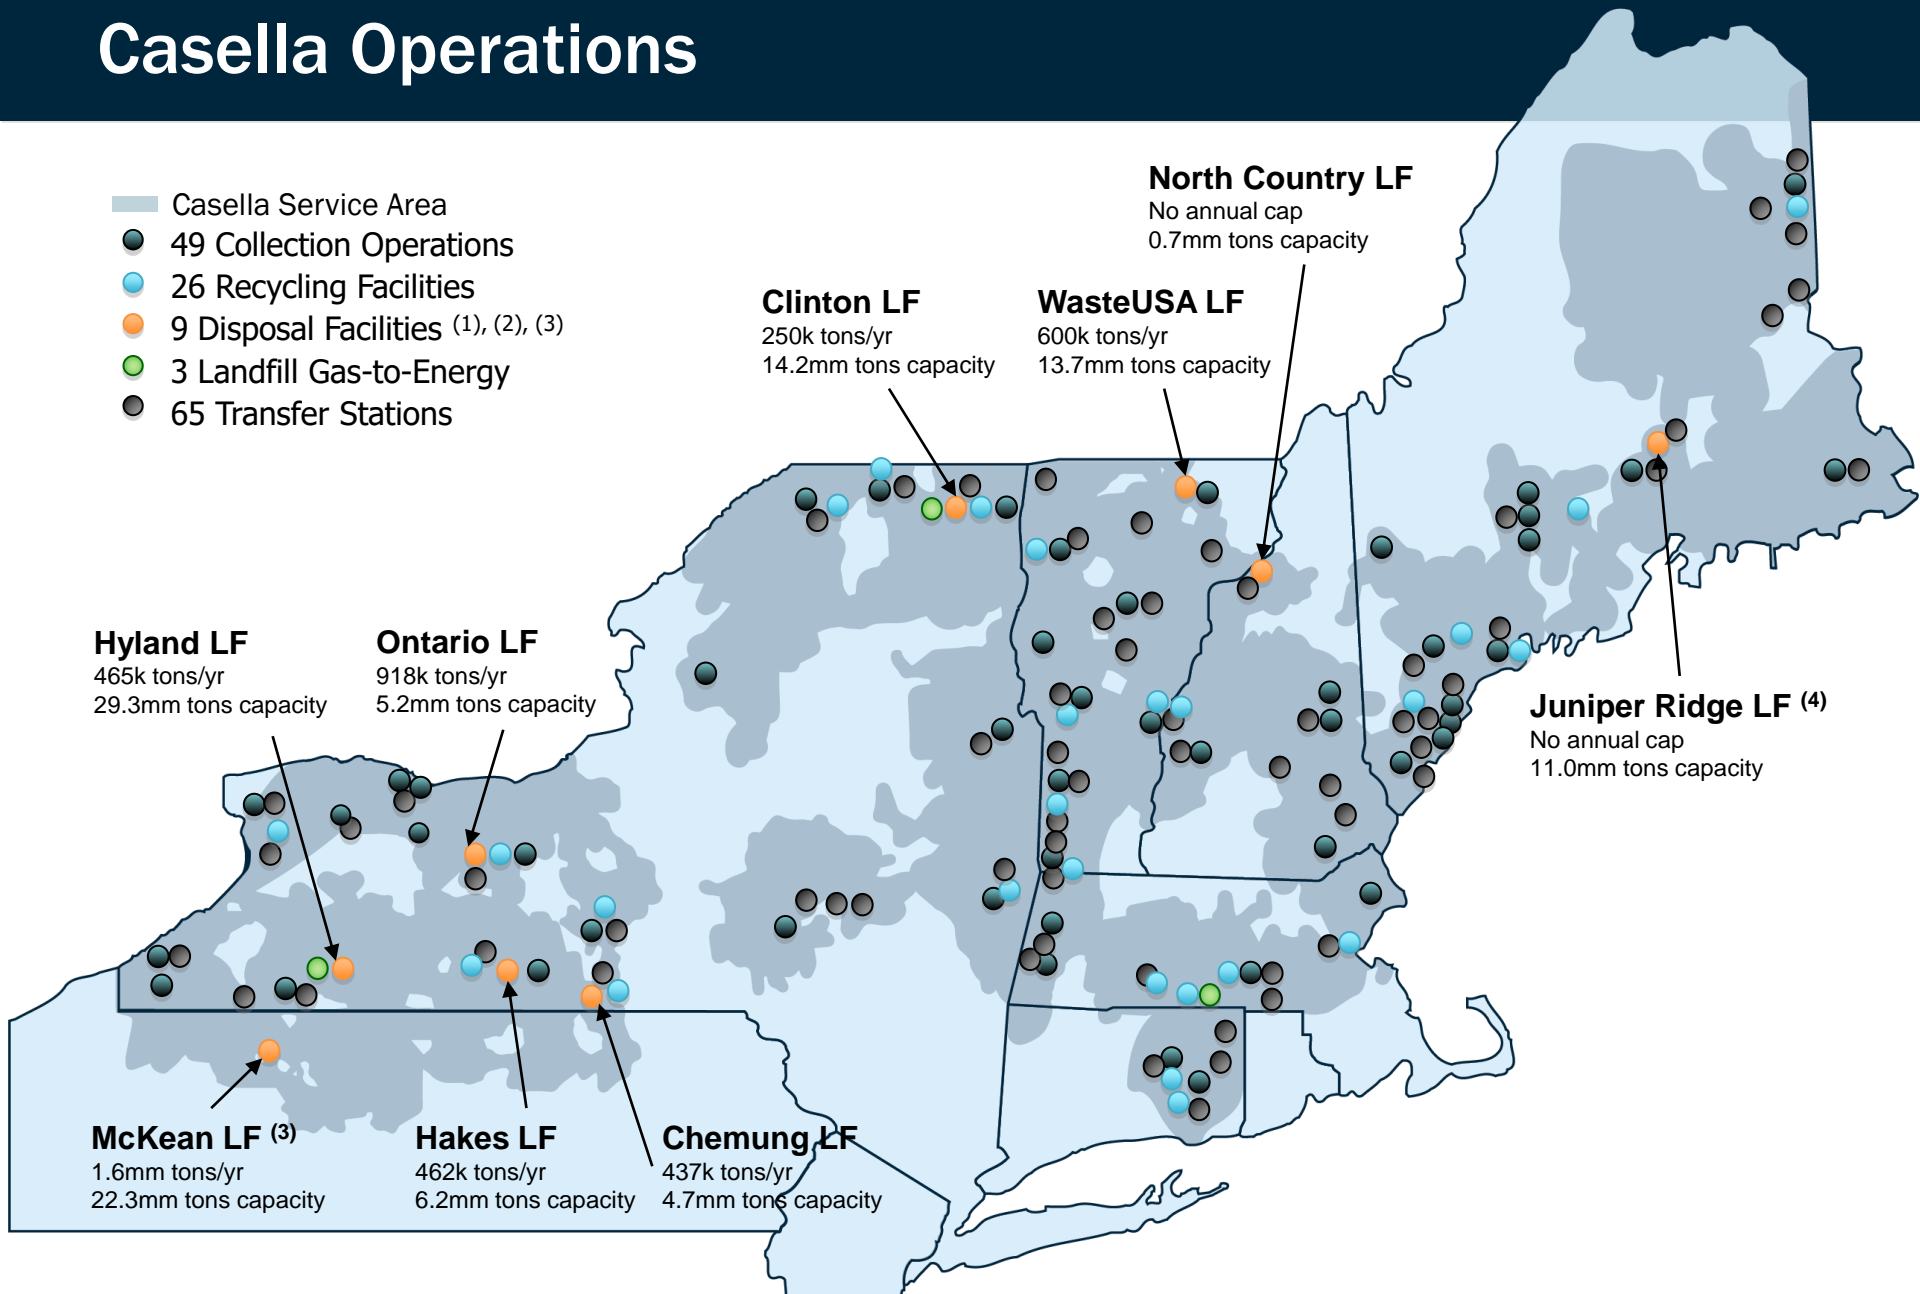 Casella Operations
Casella Service Area
49 Collection Operations
26 Recycling Facilities
9 Disposal Facilities (1), (2), (3)
3 Landfill Gas-to-Energy
65 Transfer Stations
North Country LF
No annual cap
0.7mm tons capacity
Clinton LF
250k tons/yr
14.2mm tons capacity
WasteUSA LF
600k tons/yr
13.7mm tons capacity
Hyland LF
465k tons/yr
29.3mm tons capacity
Ontario LF
918k tons/yr
5.2mm tons capacity
Juniper Ridge LF (4)
No annual cap
11.0mm tons capacity
McKean LF (3)
1.6mm tons/yr
22.3mm tons capacity
Hakes LF
462k tons/yr
6.2mm tons capacity
Chemung LF
437k tons/yr
4.7mm tons capacity